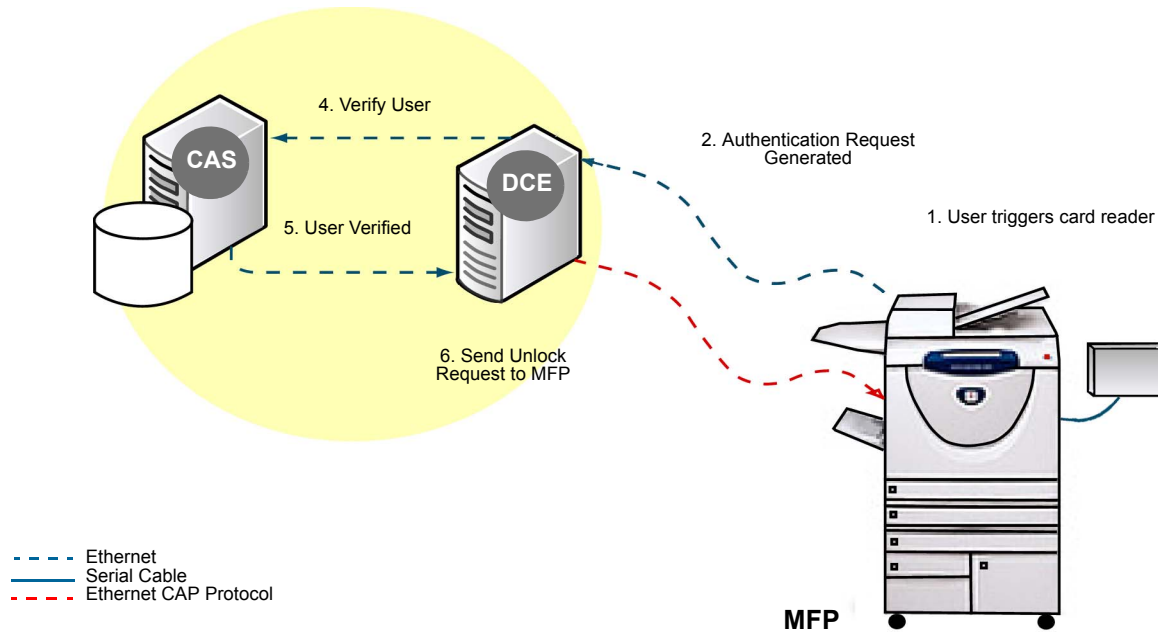 4. Verify User
CAS
DCE
2. Authentication Request
Generated
1. User triggers card reader
5. User Verified
6. Send Unlock
Request to MFP
Ethernet
Serial Cable
Ethernet CAP Protocol
MFP